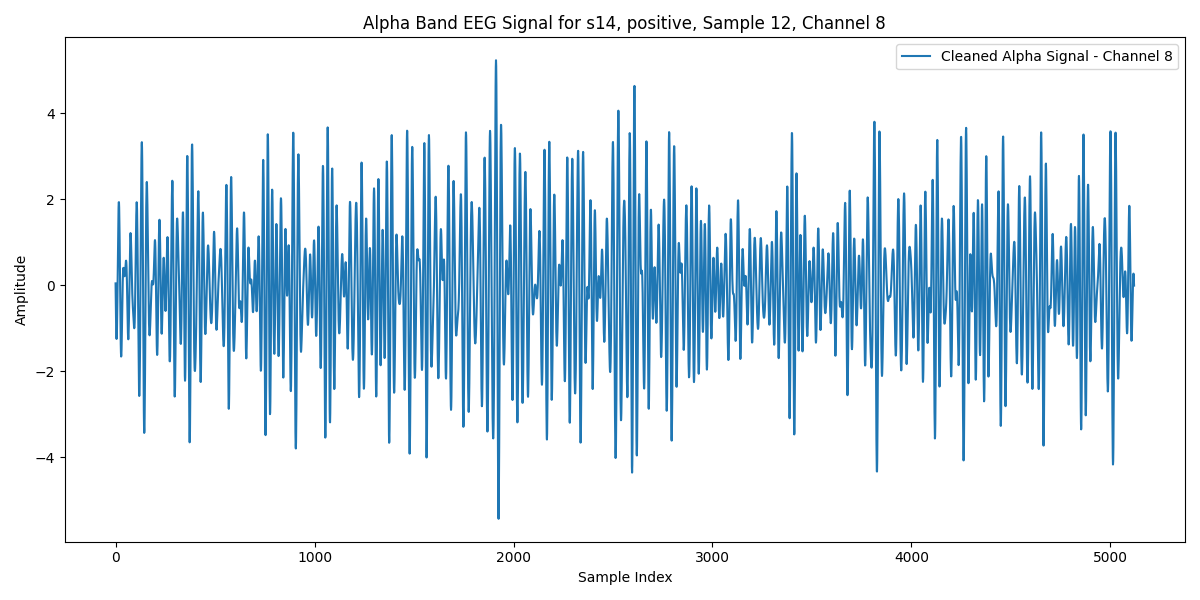 Alpha Band EEG Signal for s14, positive, Sample 12, Channel 8
Cleaned Alpha Signal - Channel 8
Amplitude
4
2
0
−2
−4
0 1000 2000 3000 4000 5000
Sample Index